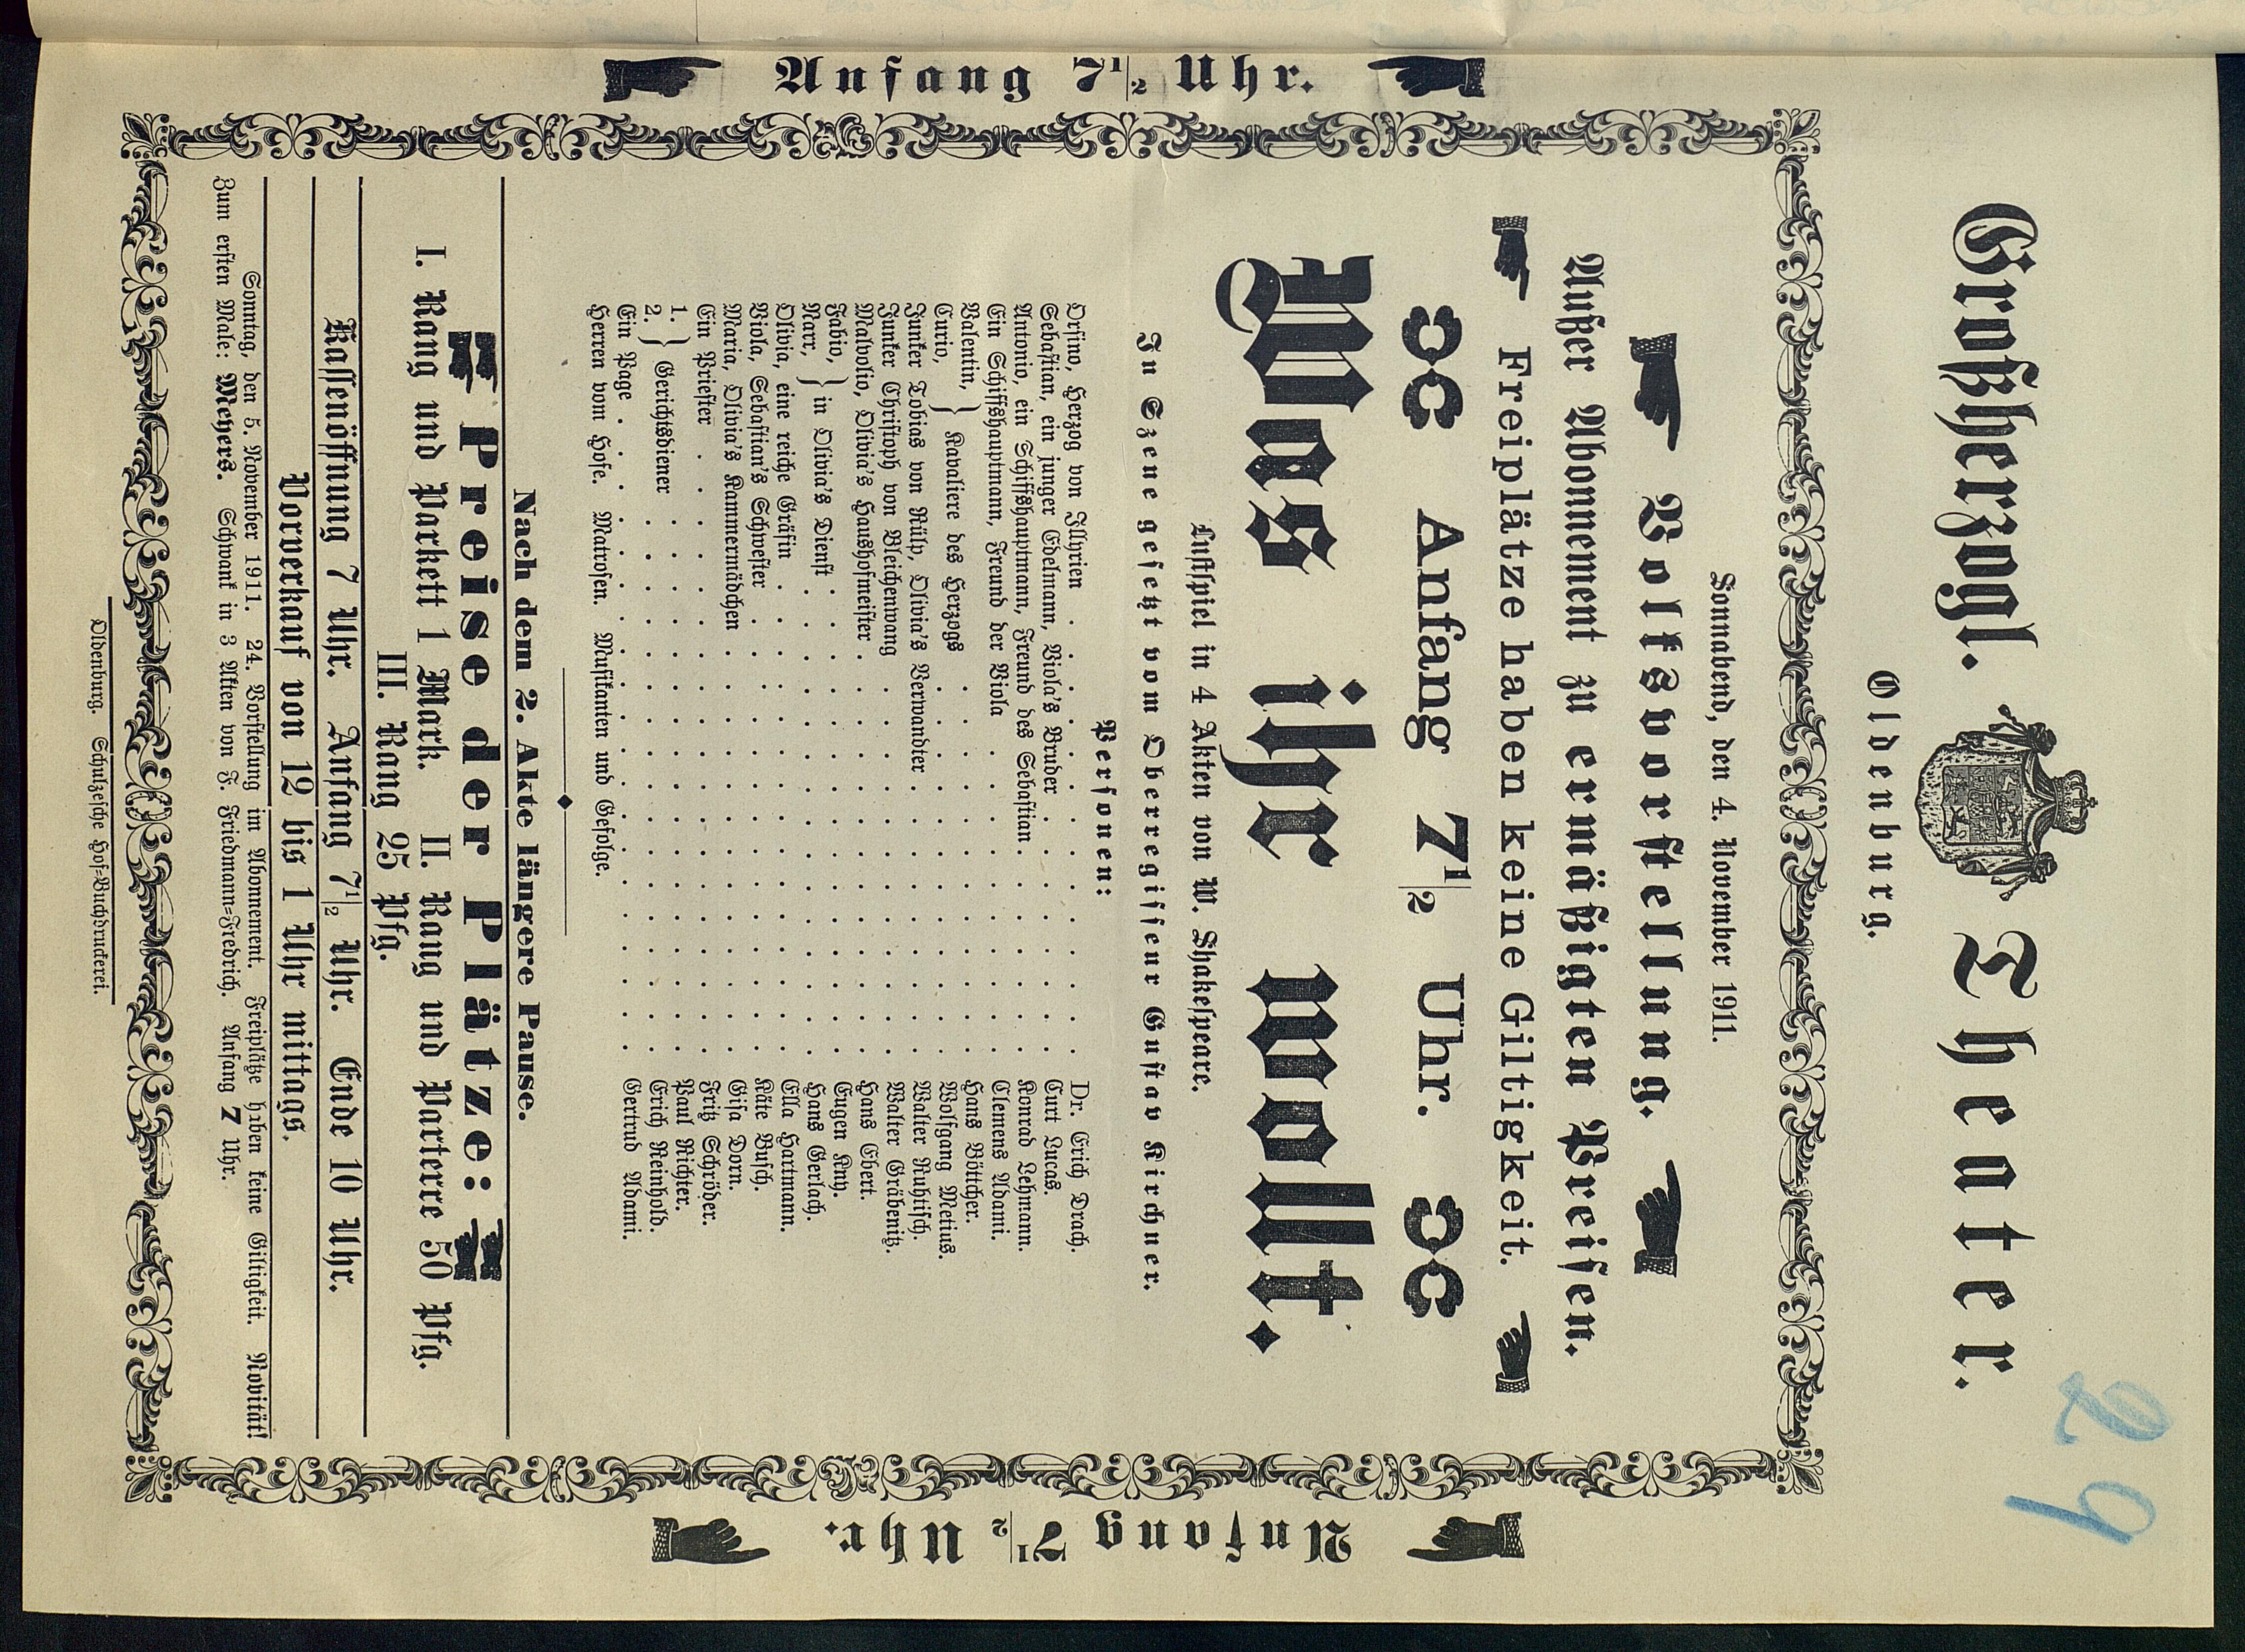 Großherzogl. Theater.
29
Oldenburg.
Sonnabend, den 4. November 1911.
Volksvorstellung.
Außer Abonnement zu ermäßigten Preisen.
Freiplätze haben keine Giltigkeit.
Anfang 7 1/2 Uhr.
Was ihr wollt.
Lustspiel in 4 Akten von W. Shakespeare.
In Szene gesetzt vom Oberregisseur Gustav Kirchner.
Personen:
Orsino, Herzog von Illyrien . . . . . . . . . . . . . Dr. Erich Drach.
Sebastian, ein junger Edelmann, Viola's Bruder . . . . . . . . Curt Lucas.
Antonio, ein Schiffshauptmann, Freund des Sebastian . . . . . . . Konrad Lehmann.
Ein Schiffshauptmann, Freund der Viola . . . . . . . . . . Clemens Adami.
Valentin, } Kavaliere des Herzogs . . . . . . . . . . . . Hans Böttcher.
Curio, } . . . . . . . . . . . . Wolfgang Metius.
Junker Tobias von Rülp, Olivia's Verwandter . . . . . . . . . Walter Ruhtisch.
Junker Christoph von Bleichenwang . . . . . . . . . . . Walter Gräbenitz.
Malvolio, Olivia's Haushofmeister . . . . . . . . . . . . Hans Ebert.
Fabio, } in Olivia's Dienst . . . . . . . . . . . . . . Eugen Kny.
Narr, } . . . . . . . . . . . . . . Hans Gerlach.
Olivia, eine reiche Gräfin . . . . . . . . . . . . . . Ella Hartmann.
Viola, Sebastian's Schwester . . . . . . . . . . . . . Käte Busch.
Maria, Olivia's Kammermädchen . . . . . . . . . . . . Gisa Dorn.
Ein Priester . . . . . . . . . . . . . . . . . Fritz Schröder.
1. } Gerichtsdiener . . . . . . . . . . . . . . . Paul Richter.
2. } . . . . . . . . . . . . . . . Erich Reinhold.
Ein Page . . . . . . . . . . . . . . . . . . Gertrud Adami.
Herren vom Hofe. Matrosen. Musikanten und Gefolge.
Nach dem 2. Akte längere Pause.
Preise der Plätze:
I. Rang und Parkett 1 Mark. II. Rang und Parterre 50 Pfg.
III. Rang 25 Pfg.
Kassenöffnung 7 Uhr. Anfang 7 1/2 Uhr. Ende 10 Uhr.
Vorverkauf von 12 bis 1 Uhr mittags.
Sonntag, den 5. November 1911. 24. Vorstellung im Abonnement. Freiplätze haben keine Giltigkeit. Novität!
Zum ersten Male: Meyers. Schwank in 3 Akten von F. Friedmann-Fredrich. Anfang 7 Uhr.
Oldenburg. Schulzesche Hof-Buchdruckerei.
Anfang 7 1/2 Uhr.
Anfang 7 1/2 Uhr.